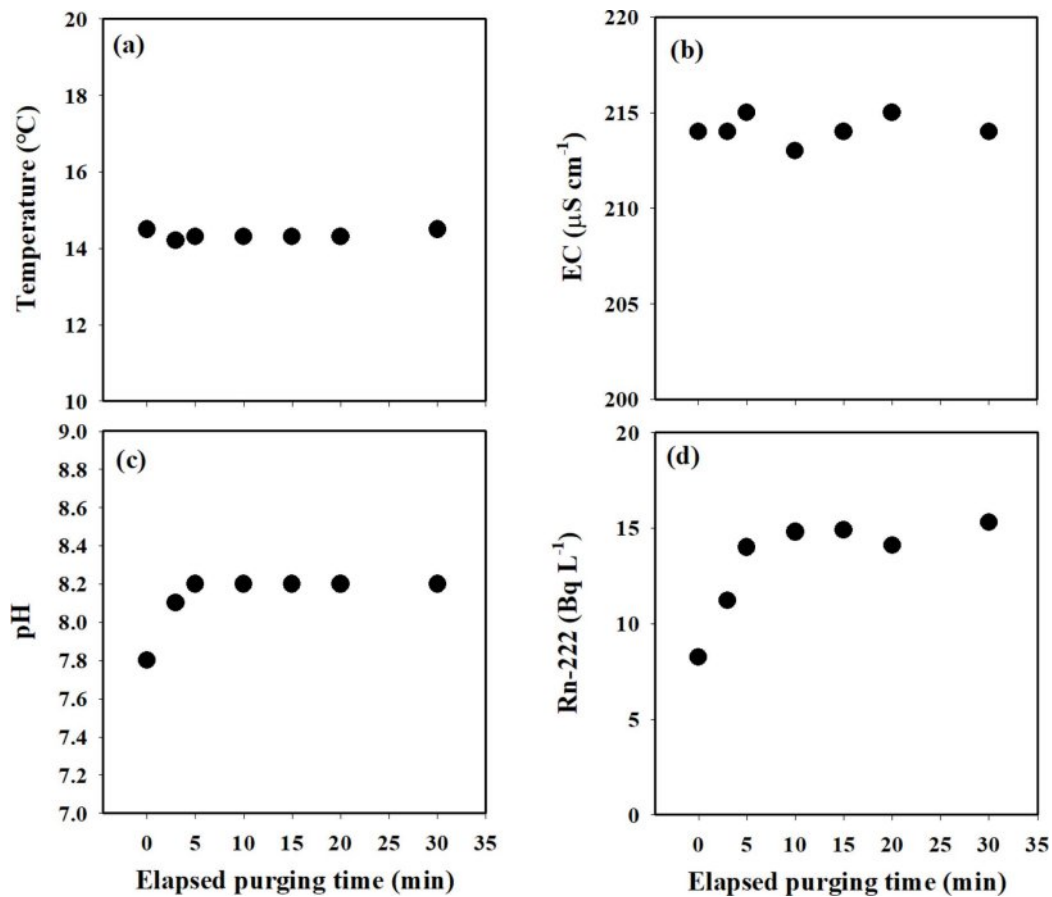 (a)
Temperature (°C)
20
18
16
14
12
10
(b)
EC (μS cm⁻¹)
220
215
210
205
200
(c)
pH
9.0
8.8
8.6
8.4
8.2
8.0
7.8
7.6
7.4
7.2
7.0
0 5 10 15 20 25 30 35
Elapsed purging time (min)
(d)
Rn-222 (Bq L⁻¹)
20
15
10
5
0
0 5 10 15 20 25 30 35
Elapsed purging time (min)